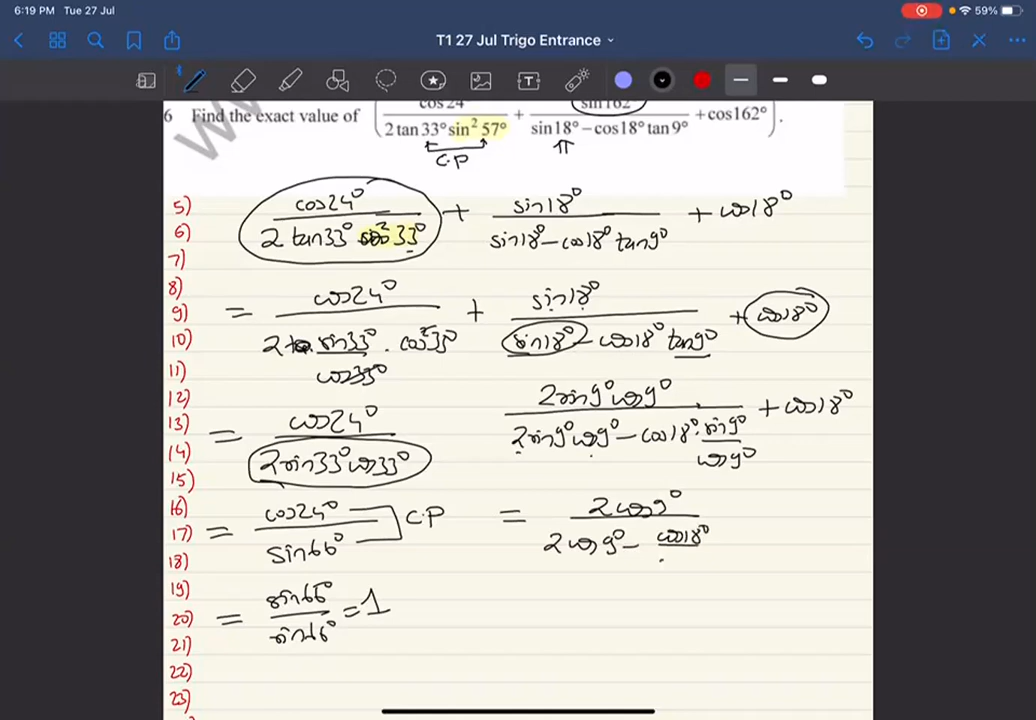 6:19 PM Tue 27 Jul 59%
T1 27 Jul Trigo Entrance
6 Find the exact value of ( cos 24 / 2 tan 33° sin² 57° + sin 162 / sin 18° − cos 18° tan 9° + cos 162° ).
C.P
5) cos24° / 2 tan33° cos²33° + sin18° / sin18° − cos18° tan9° + cos18°
6)
7)
8)
9) = cos24° / 2 sin33° / cos33° . cos²33° + sin18° / sin18° − cos18° tan9° + cos18°
10)
11)
12) 2sin9°cos9° / 2sin9°cos9° − cos18° . sin9° / cos9° + cos18°
13) = cos24° / 2sin33°cos33°
14)
15)
16)
17) = cos24° / sin66° C.P = 2cos9° / 2cos9° − cos18°
18)
19)
20) = sin66° / sin66° = 1
21)
22)
23)